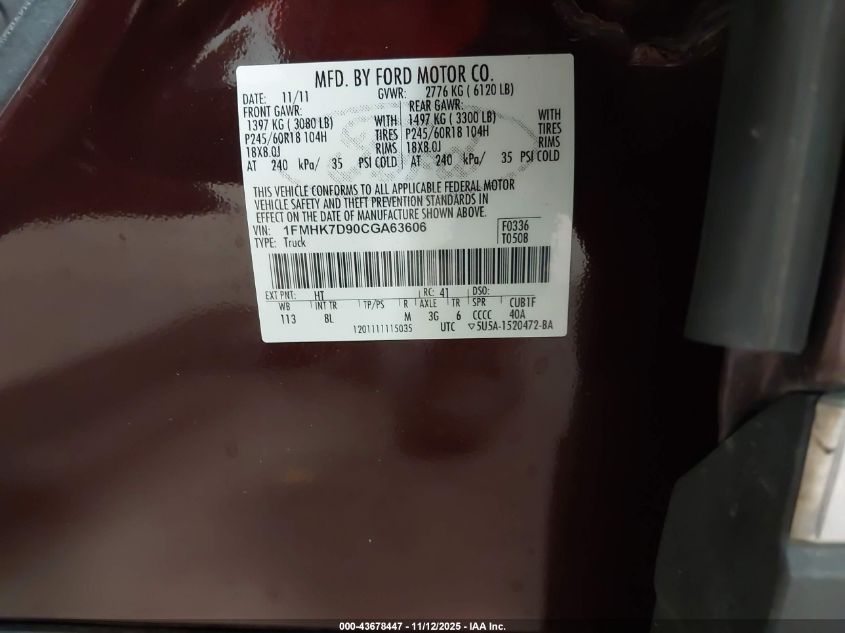 MFD. BY FORD MOTOR CO.
DATE: 11/11 GVWR: 2776 KG ( 6120 LB)
FRONT GAWR: REAR GAWR:
1397 KG ( 3080 LB) WITH 1497 KG ( 3300 LB) WITH
P245/60R18 104H TIRES P245/60R18 104H TIRES
18X8.0J RIMS 18X8.0J RIMS
AT 240 kPa/ 35 PSI COLD AT 240 kPa/ 35 PSI COLD
THIS VEHICLE CONFORMS TO ALL APPLICABLE FEDERAL MOTOR
VEHICLE SAFETY AND THEFT PREVENTION STANDARDS IN
EFFECT ON THE DATE OF MANUFACTURE SHOWN ABOVE.
VIN: 1FMHK7D90CGA63606 F0336
TYPE: Truck T0508
EXT PNT: HT RC: 41 DSO:
WB INT TR TP/PS R AXLE TR SPR CUB1F
113 8L M 3G 6 CCCC 40A
1201111115035 UTC ▽5U5A-1520472-BA
000-43678447 - 11/12/2025 - IAA Inc.